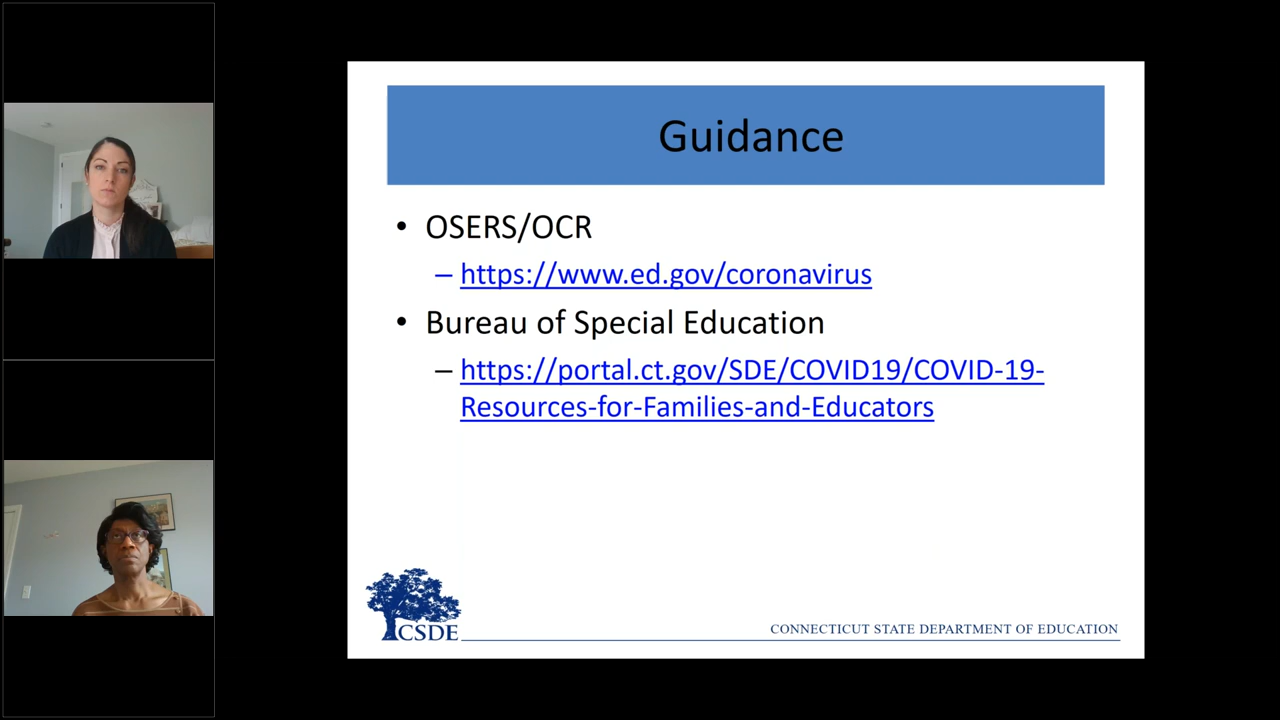 Guidance
• OSERS/OCR
– https://www.ed.gov/coronavirus
• Bureau of Special Education
– https://portal.ct.gov/SDE/COVID19/COVID-19-
Resources-for-Families-and-Educators
CSDE
CONNECTICUT STATE DEPARTMENT OF EDUCATION